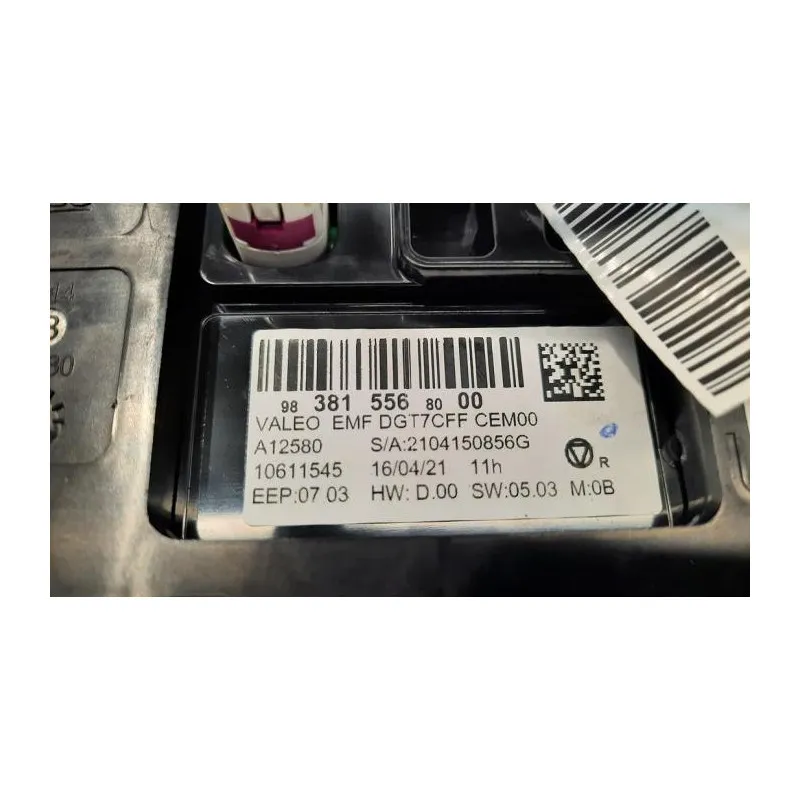 98 381 556 80 00
VALEO EMF DGT7CFF CEM00
A12580 S/A:2104150856G
10611545 16/04/21 11h R
EEP:07 03 HW: D.00 SW:05.03 M:0B